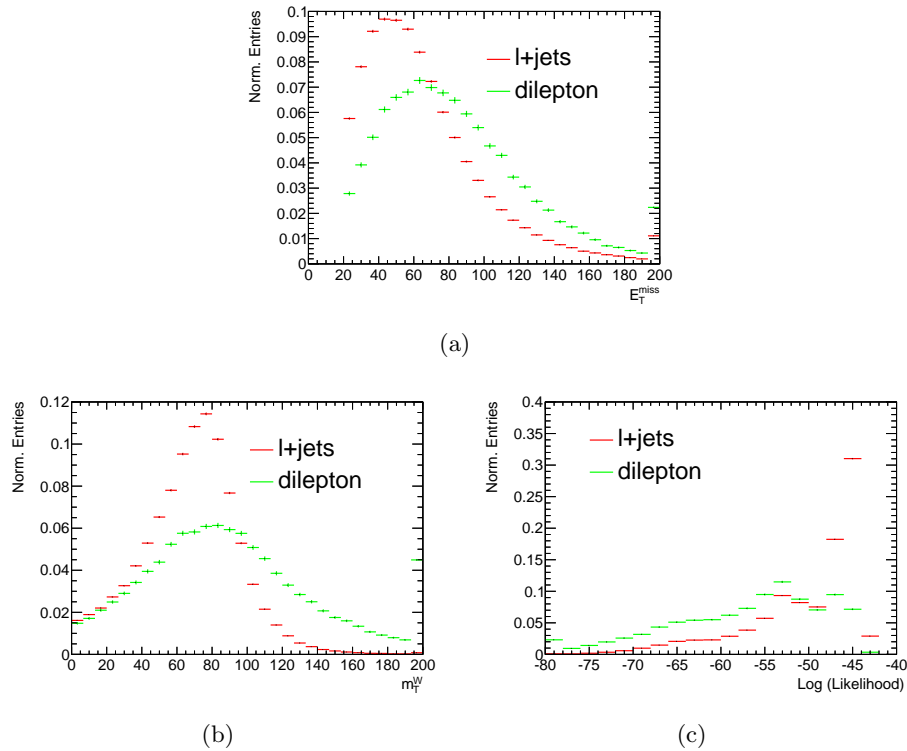 Norm. Entries
0.1
0.09
0.08
0.07
0.06
0.05
0.04
0.03
0.02
0.01
0
l+jets
dilepton
0 20 40 60 80 100 120 140 160 180 200
E_T^miss
(a)
Norm. Entries
0.12
0.1
0.08
0.06
0.04
0.02
0
l+jets
dilepton
0 20 40 60 80 100 120 140 160 180 200
m_T^W
(b)
Norm. Entries
0.4
0.35
0.3
0.25
0.2
0.15
0.1
0.05
0
l+jets
dilepton
-80 -75 -70 -65 -60 -55 -50 -45 -40
Log (Likelihood)
(c)